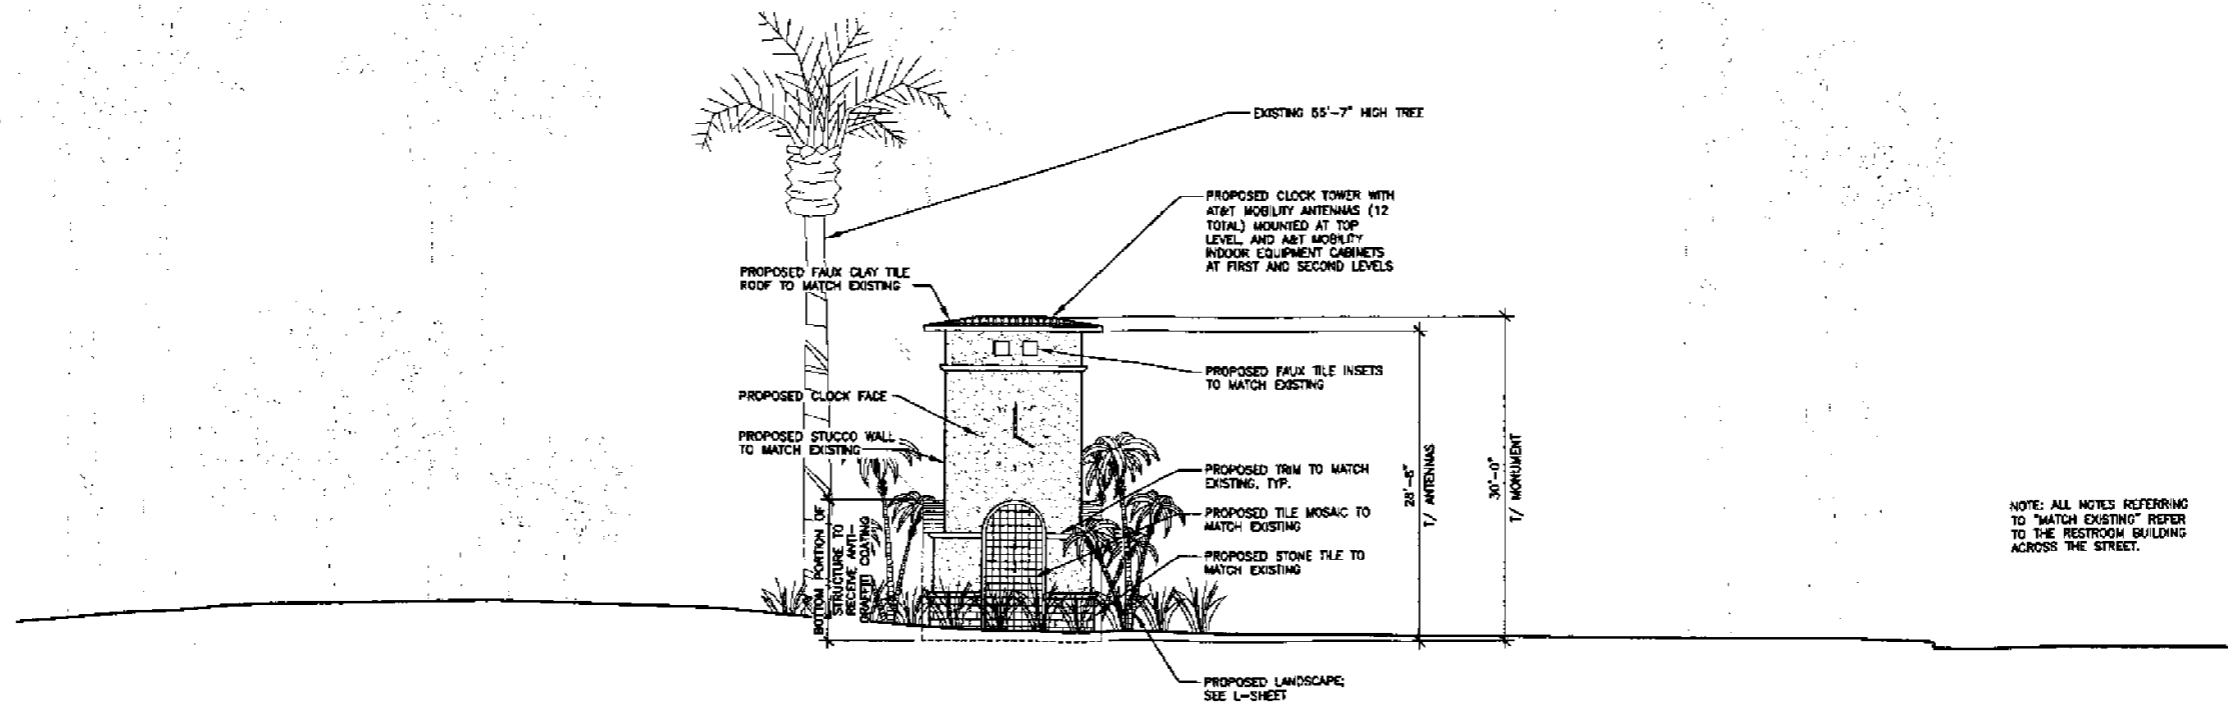 EXISTING 55'-7" HIGH TREE
PROPOSED CLOCK TOWER WITH
AT&T MOBILITY ANTENNAS (12
TOTAL) MOUNTED AT TOP
LEVEL, AND A&T MOBILITY
INDOOR EQUIPMENT CABINETS
AT FIRST AND SECOND LEVELS
PROPOSED FAUX CLAY TILE
ROOF TO MATCH EXISTING
PROPOSED FAUX TILE INSETS
TO MATCH EXISTING
PROPOSED CLOCK FACE
PROPOSED STUCCO WALL
TO MATCH EXISTING
PROPOSED TRIM TO MATCH
EXISTING, TYP.
PROPOSED TILE MOSAIC TO
MATCH EXISTING
PROPOSED STONE TILE TO
MATCH EXISTING
BOTTOM PORTION OF
STRUCTURE TO
RECEIVE ANTI-
GRAFFITI COATING
28'-8"
T/ ANTENNAS
30'-0"
T/ MONUMENT
NOTE: ALL NOTES REFERRING
TO "MATCH EXISTING" REFER
TO THE RESTROOM BUILDING
ACROSS THE STREET.
PROPOSED LANDSCAPE;
SEE L-SHEET